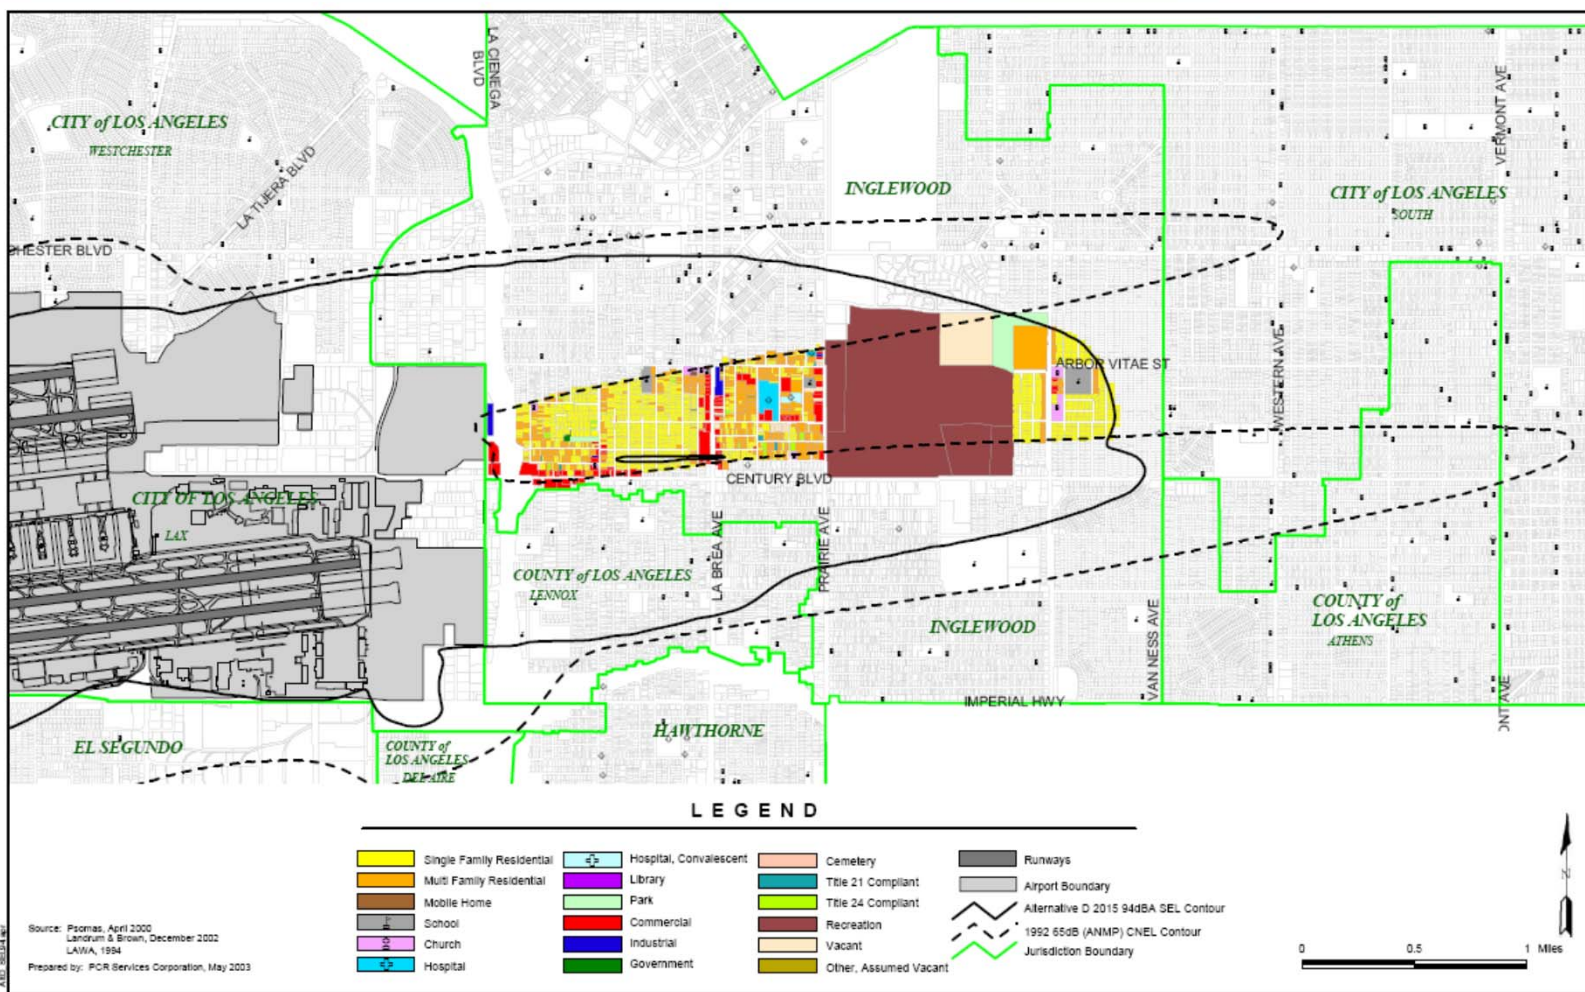 LA CIENEGA
BLVD
CITY of LOS ANGELES
WESTCHESTER
LA TIJERA BLVD
VERMONT AVE
INGLEWOOD
CITY of LOS ANGELES
SOUTH
CHESTER BLVD
ARBOR VITAE ST
WESTERN AVE
CENTURY BLVD
CITY OF LOS ANGELES
LAX
LA BREA AVE
PRAIRIE AVE
COUNTY of LOS ANGELES
LENNOX
INGLEWOOD
VAN NESS AVE
COUNTY of
LOS ANGELES
ATHENS
IMPERIAL HWY
ONT AVE
EL SEGUNDO
COUNTY of
LOS ANGELES
DEL AIRE
HAWTHORNE
LEGEND
Single Family Residential
Multi Family Residential
Mobile Home
School
Church
Hospital
Hospital, Convalescent
Library
Park
Commercial
Industrial
Government
Cemetery
Title 21 Compliant
Title 24 Compliant
Recreation
Vacant
Other, Assumed Vacant
Runways
Airport Boundary
Alternative D 2015 94dBA SEL Contour
1992 65dB (ANMP) CNEL Contour
Jurisdiction Boundary
Source: Psomas, April 2000
Landrum & Brown, December 2002
LAWA, 1994
Prepared by: PCR Services Corporation, May 2003
N
0 0.5 1 Miles